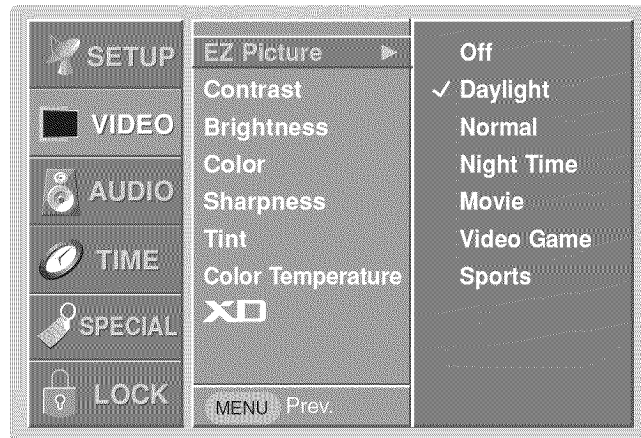 SETUP
VIDEO
AUDIO
TIME
SPECIAL
LOCK
EZ Picture
Contrast
Brightness
Color
Sharpness
Tint
Color Temperature
XD
MENU Prev.
Off
✓ Daylight
Normal
Night Time
Movie
Video Game
Sports